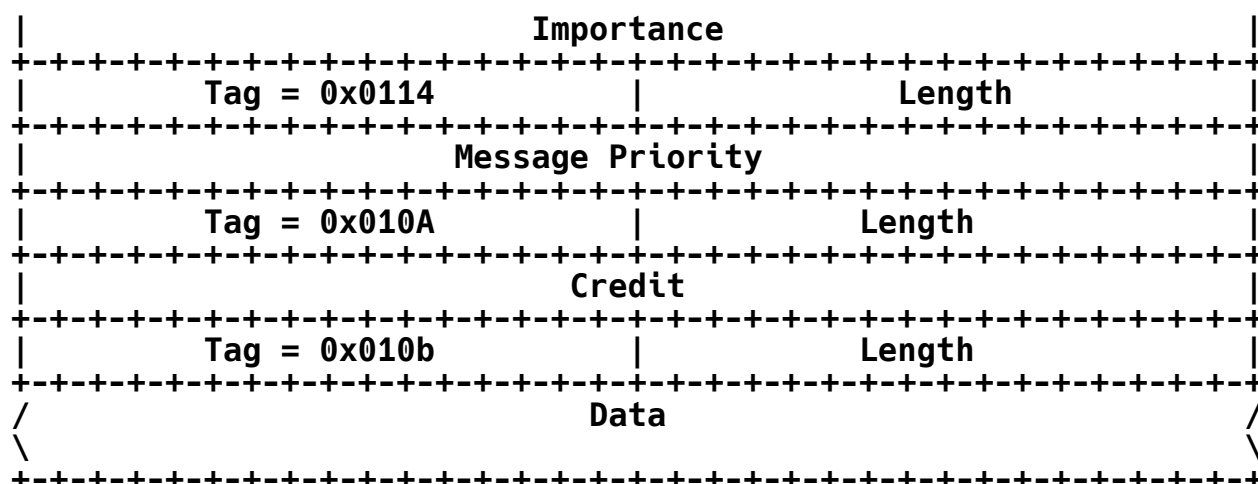 |                          Importance                           |
+-+-+-+-+-+-+-+-+-+-+-+-+-+-+-+-+-+-+-+-+-+-+-+-+-+-+-+-+-+-+-+-+
|         Tag = 0x0114          |             Length            |
+-+-+-+-+-+-+-+-+-+-+-+-+-+-+-+-+-+-+-+-+-+-+-+-+-+-+-+-+-+-+-+-+
|                      Message Priority                         |
+-+-+-+-+-+-+-+-+-+-+-+-+-+-+-+-+-+-+-+-+-+-+-+-+-+-+-+-+-+-+-+-+
|         Tag = 0x010A          |           Length              |
+-+-+-+-+-+-+-+-+-+-+-+-+-+-+-+-+-+-+-+-+-+-+-+-+-+-+-+-+-+-+-+-+
|                            Credit                             |
+-+-+-+-+-+-+-+-+-+-+-+-+-+-+-+-+-+-+-+-+-+-+-+-+-+-+-+-+-+-+-+-+
|         Tag = 0x010b          |           Length              |
+-+-+-+-+-+-+-+-+-+-+-+-+-+-+-+-+-+-+-+-+-+-+-+-+-+-+-+-+-+-+-+-+
/                             Data                              /
\                                                               \
+-+-+-+-+-+-+-+-+-+-+-+-+-+-+-+-+-+-+-+-+-+-+-+-+-+-+-+-+-+-+-+-+